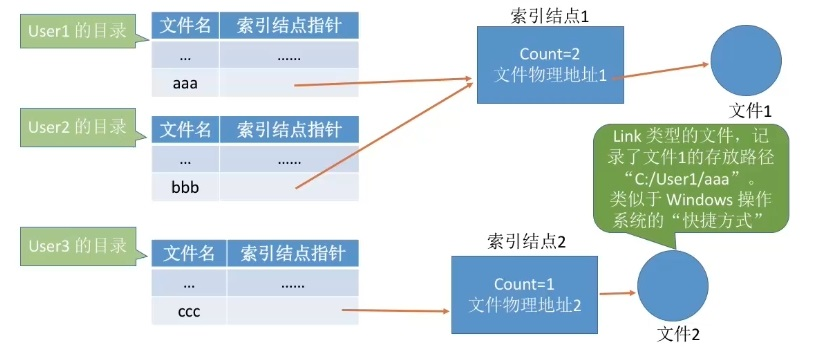 User1 的目录
文件名 索引结点指针
... ......
aaa
User2 的目录
文件名 索引结点指针
... ......
bbb
User3 的目录
文件名 索引结点指针
... ......
ccc
索引结点1
Count=2
文件物理地址1
文件1
Link 类型的文件，记
录了文件1的存放路径
“C:/User1/aaa”。
类似于 Windows 操作
系统的“快捷方式”
索引结点2
Count=1
文件物理地址2
文件2